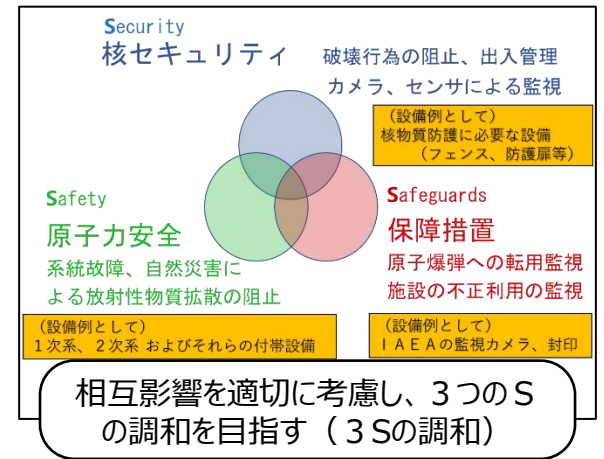 Security
核セキュリティ
破壊行為の阻止、出入管理
カメラ、センサによる監視
（設備例として）
核物質防護に必要な設備
（フェンス、防護扉等）
Safety
原子力安全
系統故障、自然災害に
よる放射性物質拡散の阻止
（設備例として）
１次系、２次系 およびそれらの付帯設備
Safeguards
保障措置
原子爆弾への転用監視
施設の不正利用の監視
（設備例として）
ＩＡＥＡの監視カメラ、封印
相互影響を適切に考慮し、３つのＳ
の調和を目指す（３Sの調和）